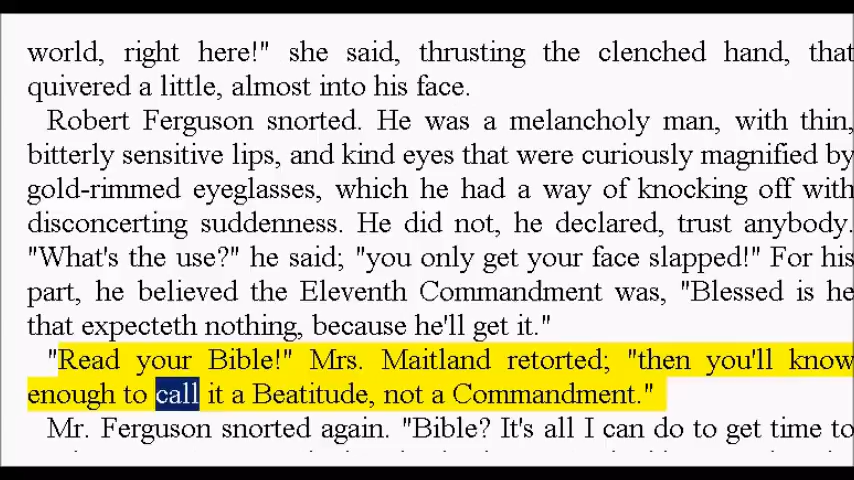 world, right here!" she said, thrusting the clenched hand, that
quivered a little, almost into his face.
Robert Ferguson snorted. He was a melancholy man, with thin,
bitterly sensitive lips, and kind eyes that were curiously magnified by
gold-rimmed eyeglasses, which he had a way of knocking off with
disconcerting suddenness. He did not, he declared, trust anybody.
"What's the use?" he said; "you only get your face slapped!" For his
part, he believed the Eleventh Commandment was, "Blessed is he
that expecteth nothing, because he'll get it."
"Read your Bible!" Mrs. Maitland retorted; "then you'll know
enough to call it a Beatitude, not a Commandment."
Mr. Ferguson snorted again. "Bible? It's all I can do to get time to